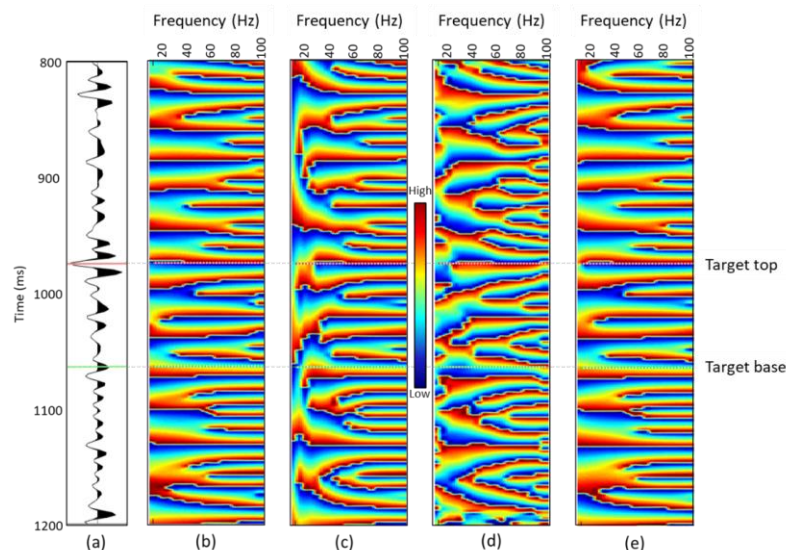 Frequency (Hz) Frequency (Hz) Frequency (Hz) Frequency (Hz)
20 40 60 80 100 20 40 60 80 100 20 40 60 80 100 20 40 60 80 100
800
900
High
Target top
1000
Time (ms)
Target base
Low
1100
1200
(a) (b) (c) (d) (e)